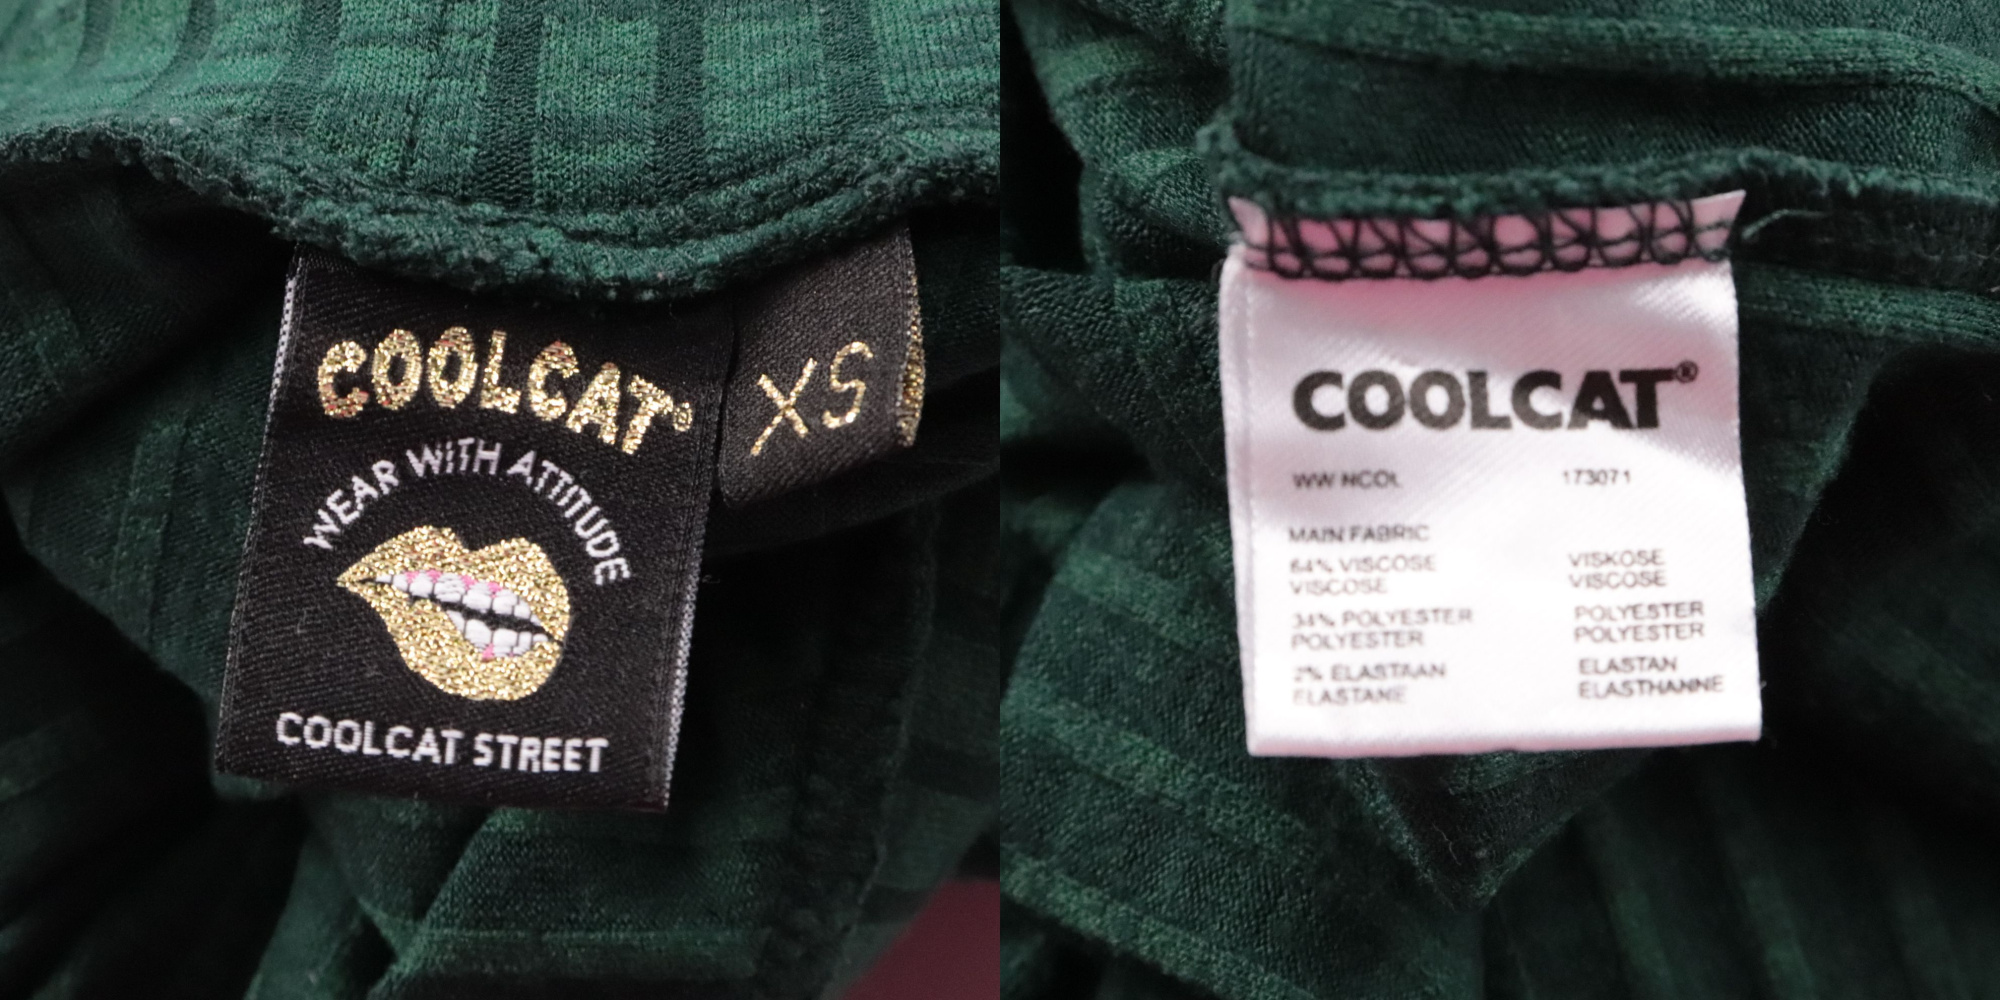 COOLCAT®
WEAR WITH ATTITUDE
COOLCAT STREET
XS
COOLCAT®
WW NCOL 173071
MAIN FABRIC
64% VISCOSE VISKOSE
VISCOSE VISCOSE
34% POLYESTER POLYESTER
POLYESTER POLYESTER
2% ELASTAAN ELASTAN
ELASTANE ELASTHANNE